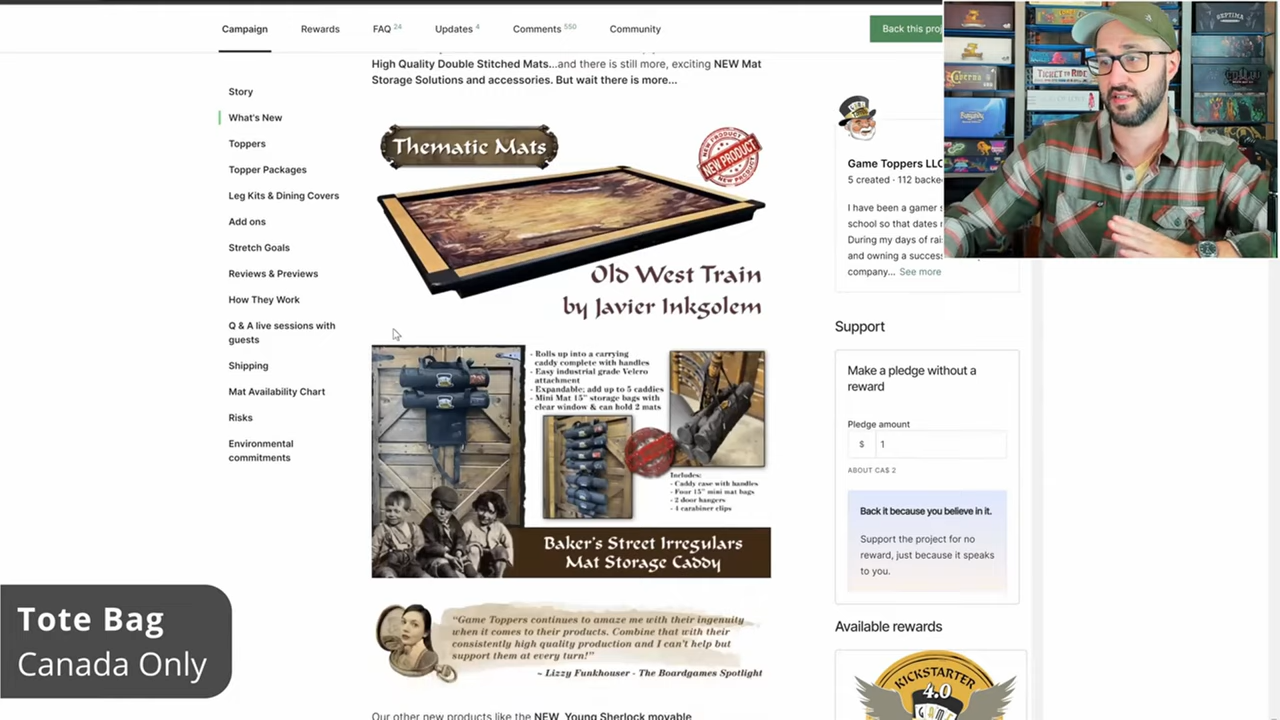 Campaign
Rewards
FAQ 24
Updates 4
Comments 550
Community
Back this proj
Story
What's New
Toppers
Topper Packages
Leg Kits & Dining Covers
Add ons
Stretch Goals
Reviews & Previews
How They Work
Q & A live sessions with
guests
Shipping
Mat Availability Chart
Risks
Environmental
commitments
High Quality Double Stitched Mats...and there is still more, exciting NEW Mat
Storage Solutions and accessories. But wait there is more...
Thematic Mats
NEW PRODUCT
Old West Train
by Javier Inkgolem
- Rolls up into a carrying
caddy complete with handles
- Easy industrial grade Velcro
attachment
- Expandable; add up to 5 caddies
- Mini Mat 15" storage bags with
clear window & can hold 2 mats
Includes:
- Caddy case with handles
- Four 15" mini mat bags
- 2 door hangers
- 4 carabiner clips
Baker's Street Irregulars
Mat Storage Caddy
"Game Toppers continues to amaze me with their ingenuity
when it comes to their products. Combine that with their
consistently high quality production and I can't help but
support them at every turn!"
~ Lizzy Funkhouser - The Boardgames Spotlight
Our other new products like the NEW Young Sherlock movable
Game Toppers LLC
5 created · 112 backe
I have been a gamer s
school so that dates
During my days of rai
and owning a success
company... See more
Support
Make a pledge without a
reward
Pledge amount
$ 1
ABOUT CA$ 2
Back it because you believe in it.
Support the project for no
reward, just because it speaks
to you.
Available rewards
KICKSTARTER
4.0
GAME
SEPTIMA
Caverns
TICKET TO RIDE
Tote Bag
Canada Only